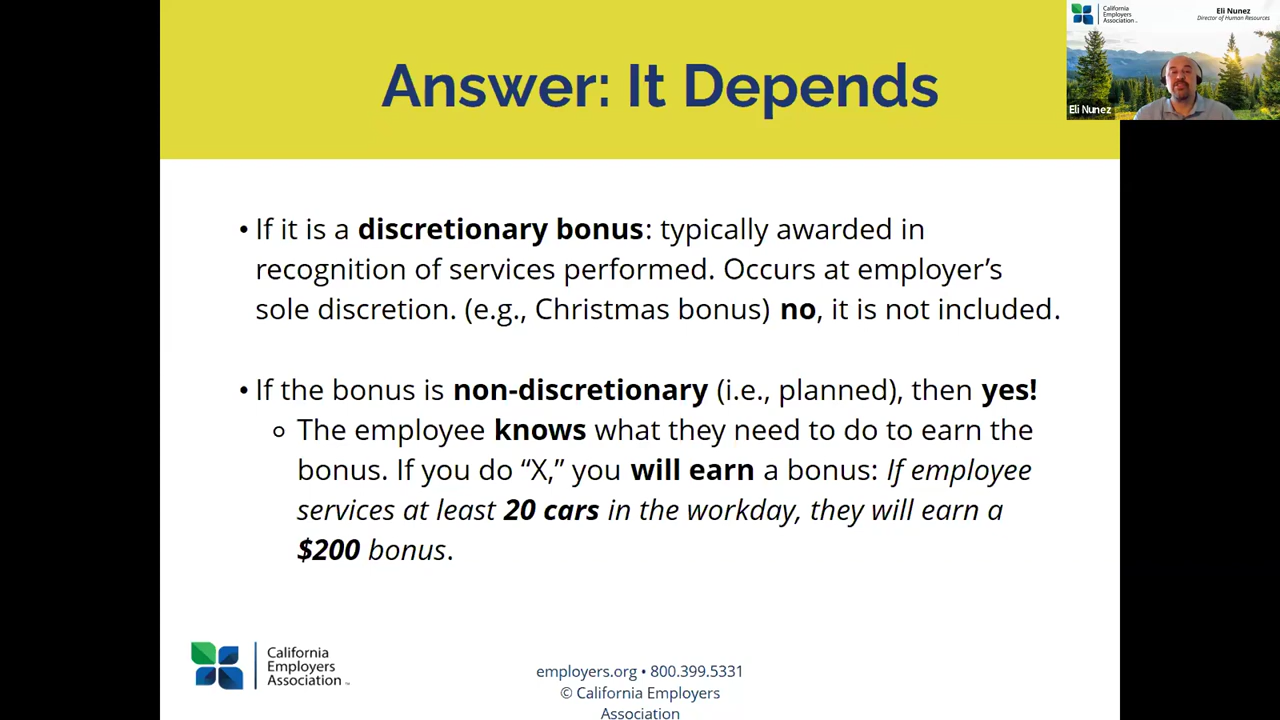 Answer: It Depends
California
Employers
Association
Eli Nunez
Director of Human Resources
Eli Nunez
• If it is a discretionary bonus: typically awarded in
recognition of services performed. Occurs at employer’s
sole discretion. (e.g., Christmas bonus) no, it is not included.
• If the bonus is non-discretionary (i.e., planned), then yes!
The employee knows what they need to do to earn the
bonus. If you do “X,” you will earn a bonus: If employee
services at least 20 cars in the workday, they will earn a
$200 bonus.
California
Employers
Association™
employers.org • 800.399.5331
© California Employers
Association